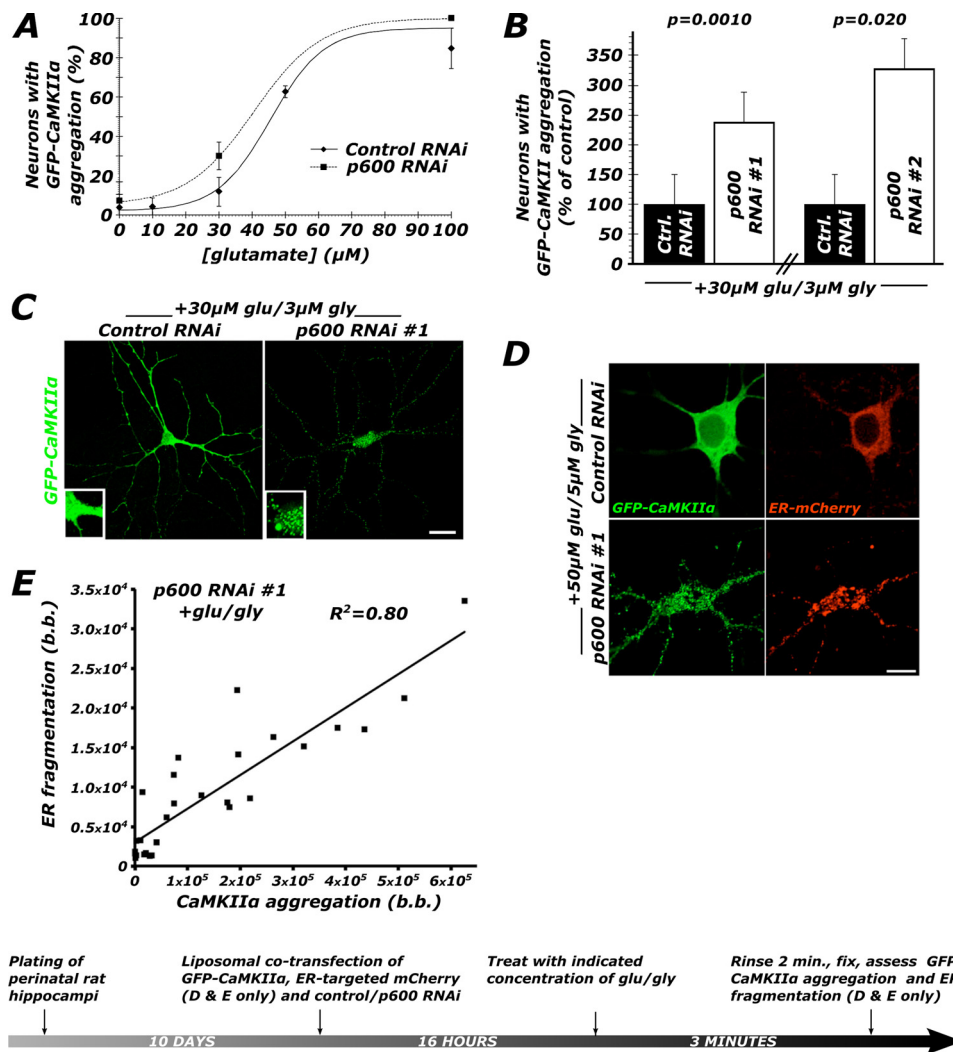 A
Neurons with
GFP-CaMKIIα
aggregation (%)
100
80
60
40
20
0
0 10 20 30 40 50 60 70 80 90 100
[glutamate] (µM)
Control RNAi
p600 RNAi
B
p=0.0010
p=0.020
Neurons with
GFP-CaMKII aggregation
(% of control)
350
300
250
200
150
100
50
0
Ctrl.
RNAi
p600
RNAi #1
Ctrl.
RNAi
p600
RNAi #2
+30µM glu/3µM gly
C
+30µM glu/3µM gly
Control RNAi
p600 RNAi #1
GFP-CaMKIIα
D
+50µM glu/5µM gly
Control RNAi
p600 RNAi #1
GFP-CaMKIIα
ER-mCherry
E
p600 RNAi #1
+glu/gly
R²=0.80
ER fragmentation (b.b.)
3.5x10⁴
3.0x10⁴
2.5x10⁴
2.0x10⁴
1.5x10⁴
1.0x10⁴
0.5x10⁴
0
0 1x10⁵ 2x10⁵ 3x10⁵ 4x10⁵ 5x10⁵ 6x10⁵
CaMKIIα aggregation (b.b.)
Plating of
perinatal rat
hippocampi
Liposomal co-transfection of
GFP-CaMKIIα, ER-targeted mCherry
(D & E only) and control/p600 RNAi
Treat with indicated
concentration of glu/gly
Rinse 2 min., fix, assess GFP
CaMKIIα aggregation and ER
fragmentation (D & E only)
10 DAYS
16 HOURS
3 MINUTES